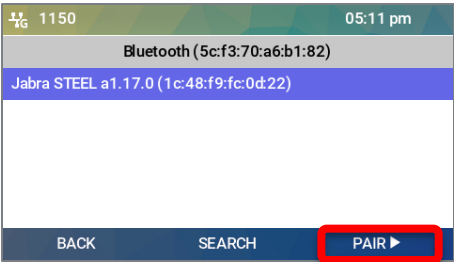 G 1150 05:11 pm
Bluetooth (5c:f3:70:a6:b1:82)
Jabra STEEL a1.17.0 (1c:48:f9:fc:0d:22)
BACK SEARCH PAIR